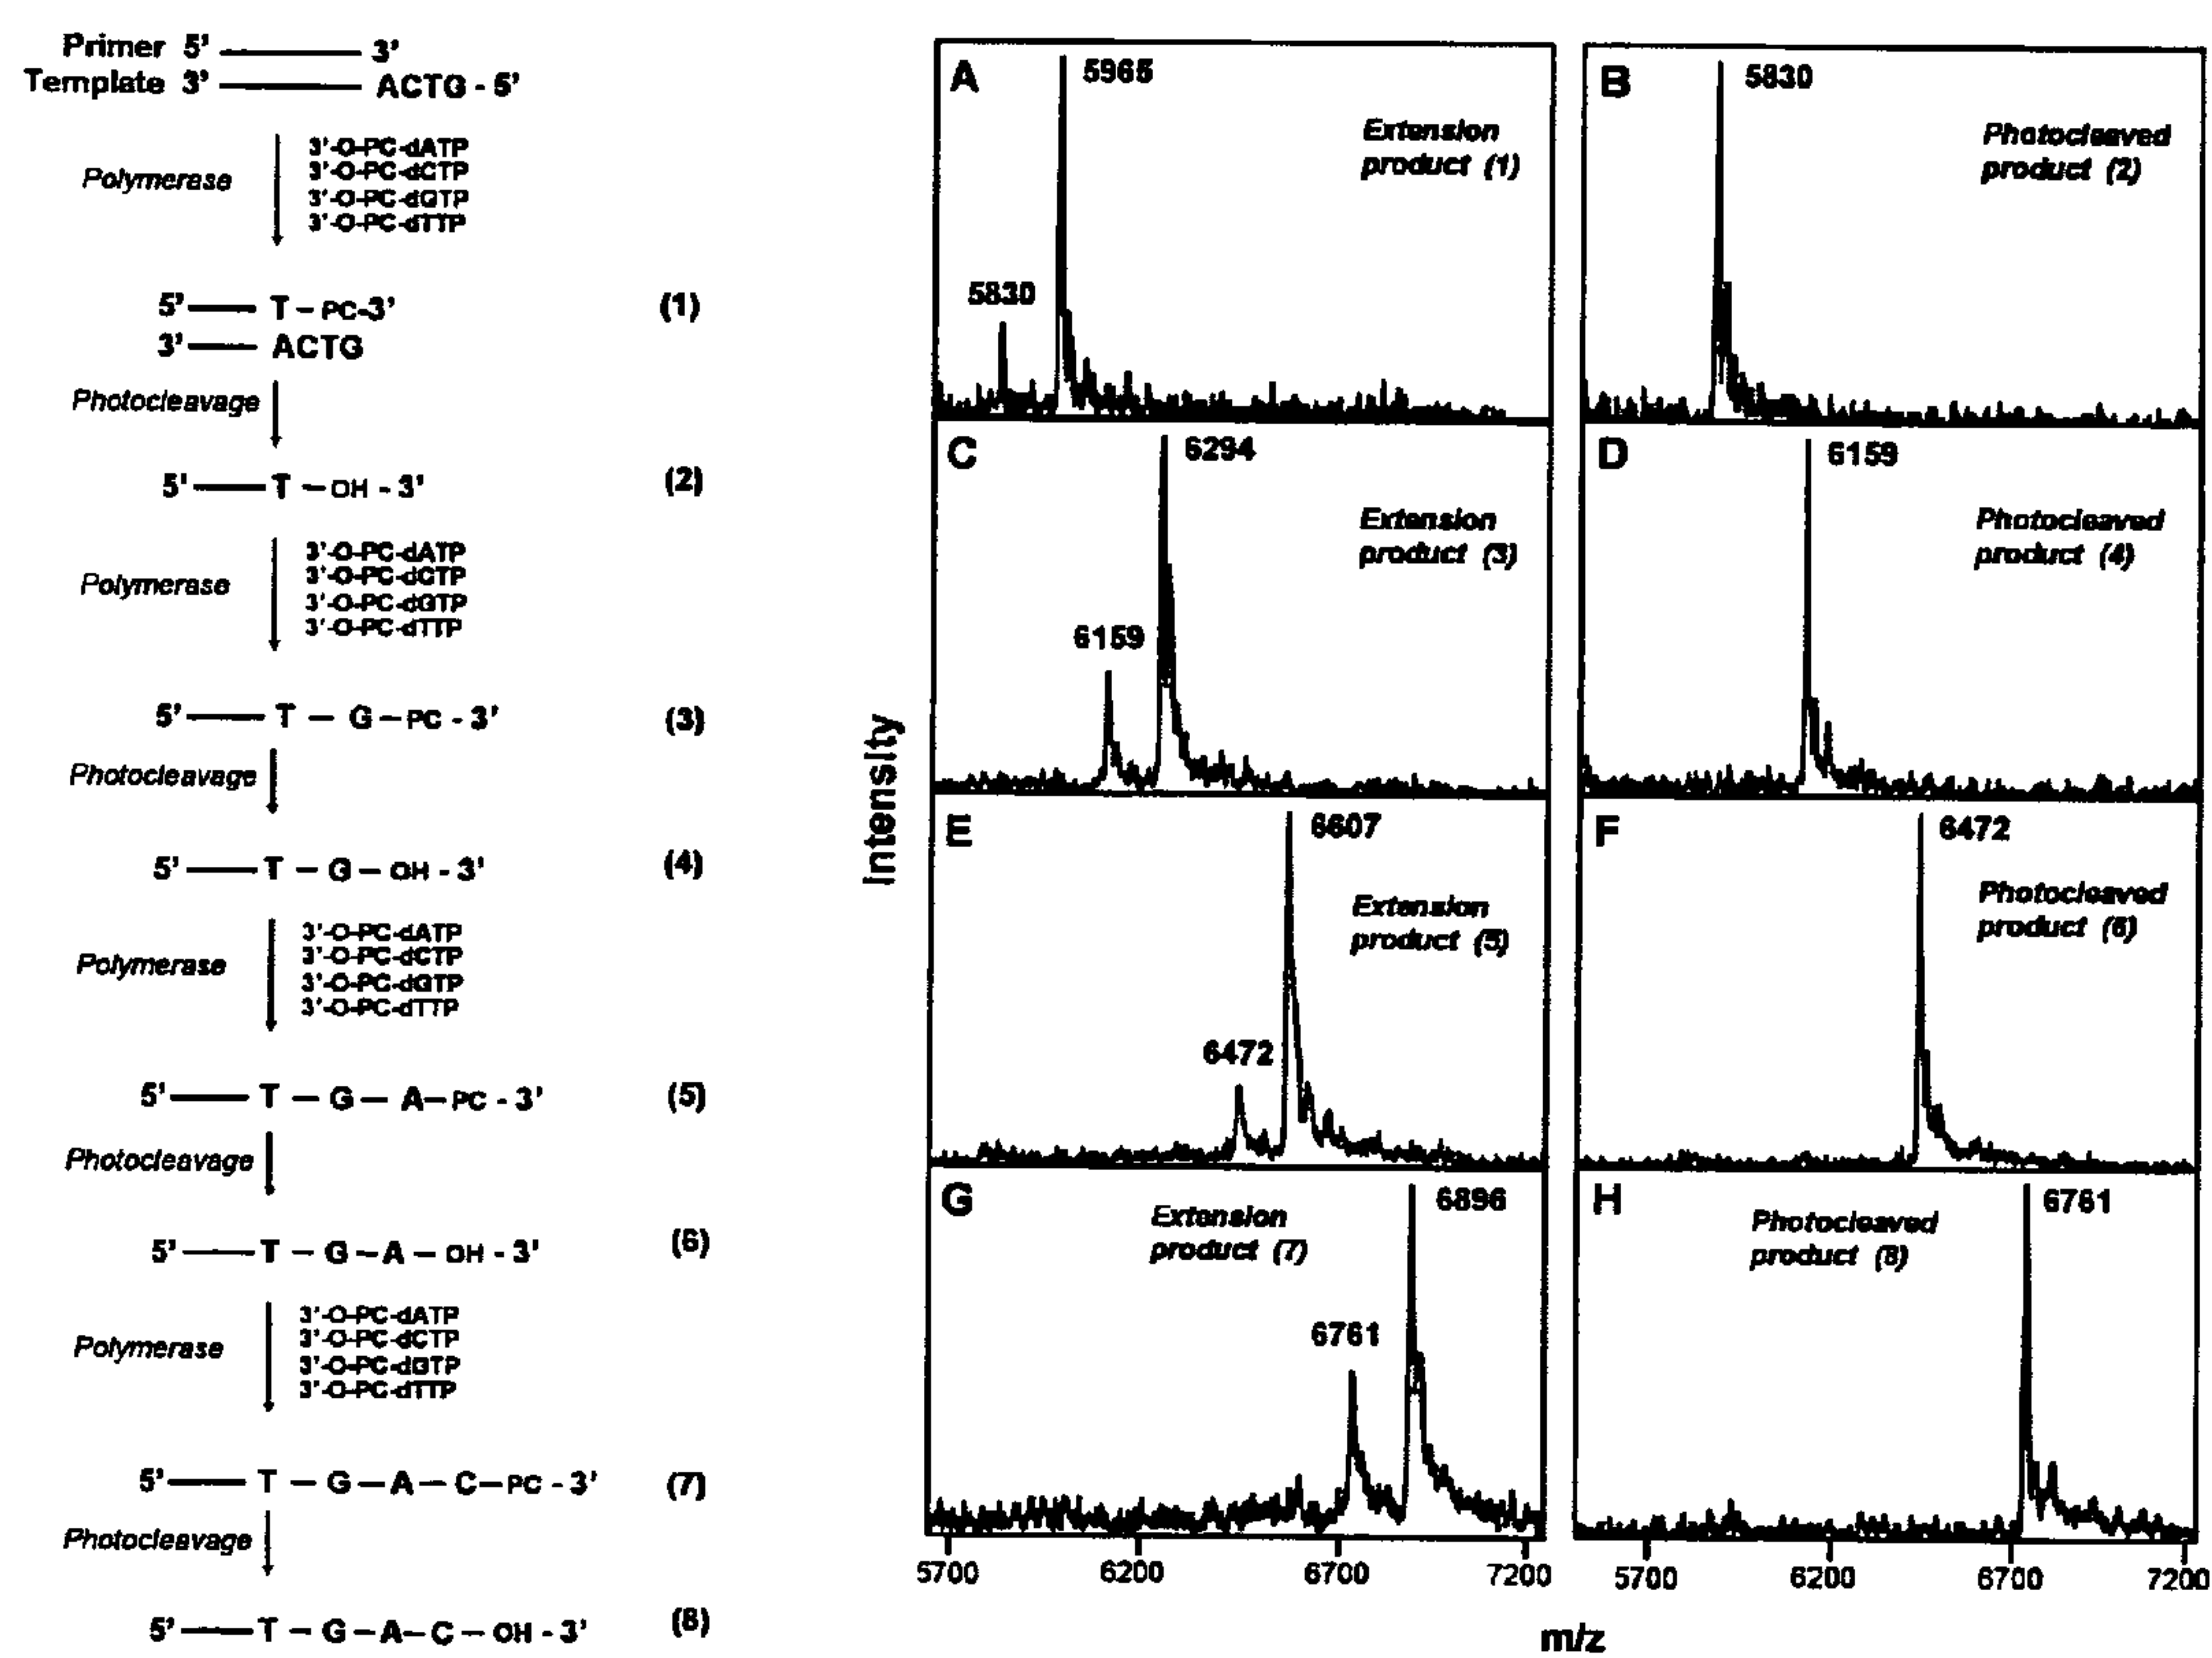 Primer 5' 3'
Template 3' ACTG - 5'
Polymerase
3'-O-PC-dATP
3'-O-PC-dCTP
3'-O-PC-dGTP
3'-O-PC-dTTP
5' T - PC-3' (1)
3' ACTG
Photocleavage
5' T - OH - 3' (2)
Polymerase
3'-O-PC-dATP
3'-O-PC-dCTP
3'-O-PC-dGTP
3'-O-PC-dTTP
5' T - G - PC - 3' (3)
Photocleavage
5' T - G - OH - 3' (4)
Polymerase
3'-O-PC-dATP
3'-O-PC-dCTP
3'-O-PC-dGTP
3'-O-PC-dTTP
5' T - G - A - PC - 3' (5)
Photocleavage
5' T - G - A - OH - 3' (6)
Polymerase
3'-O-PC-dATP
3'-O-PC-dCTP
3'-O-PC-dGTP
3'-O-PC-dTTP
5' T - G - A - C - PC - 3' (7)
Photocleavage
5' T - G - A - C - OH - 3' (8)
Intensity
A
5965
5830
Extension
product (1)
B
5830
Photocleaved
product (2)
C
6294
6159
Extension
product (3)
D
6159
Photocleaved
product (4)
E
6607
6472
Extension
product (5)
F
6472
Photocleaved
product (6)
G
6896
6761
Extension
product (7)
H
6761
Photocleaved
product (8)
5700 6200 6700 7200
5700 6200 6700 7200
m/z